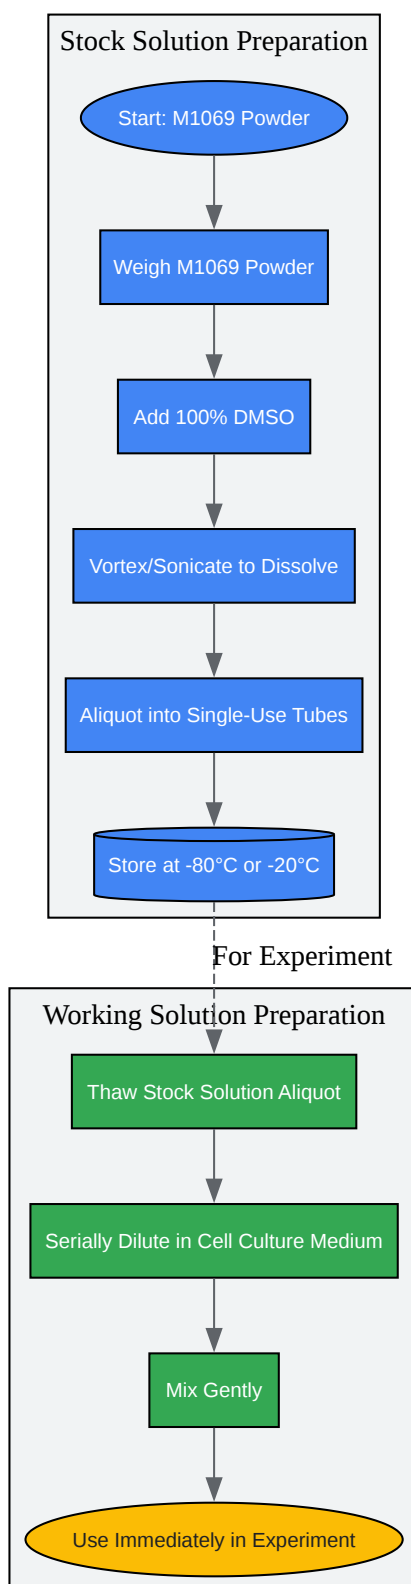 Stock Solution Preparation
Start: M1069 Powder
Weigh M1069 Powder
Add 100% DMSO
Vortex/Sonicate to Dissolve
Aliquot into Single-Use Tubes
Store at -80°C or -20°C
For Experiment
Working Solution Preparation
Thaw Stock Solution Aliquot
Serially Dilute in Cell Culture Medium
Mix Gently
Use Immediately in Experiment